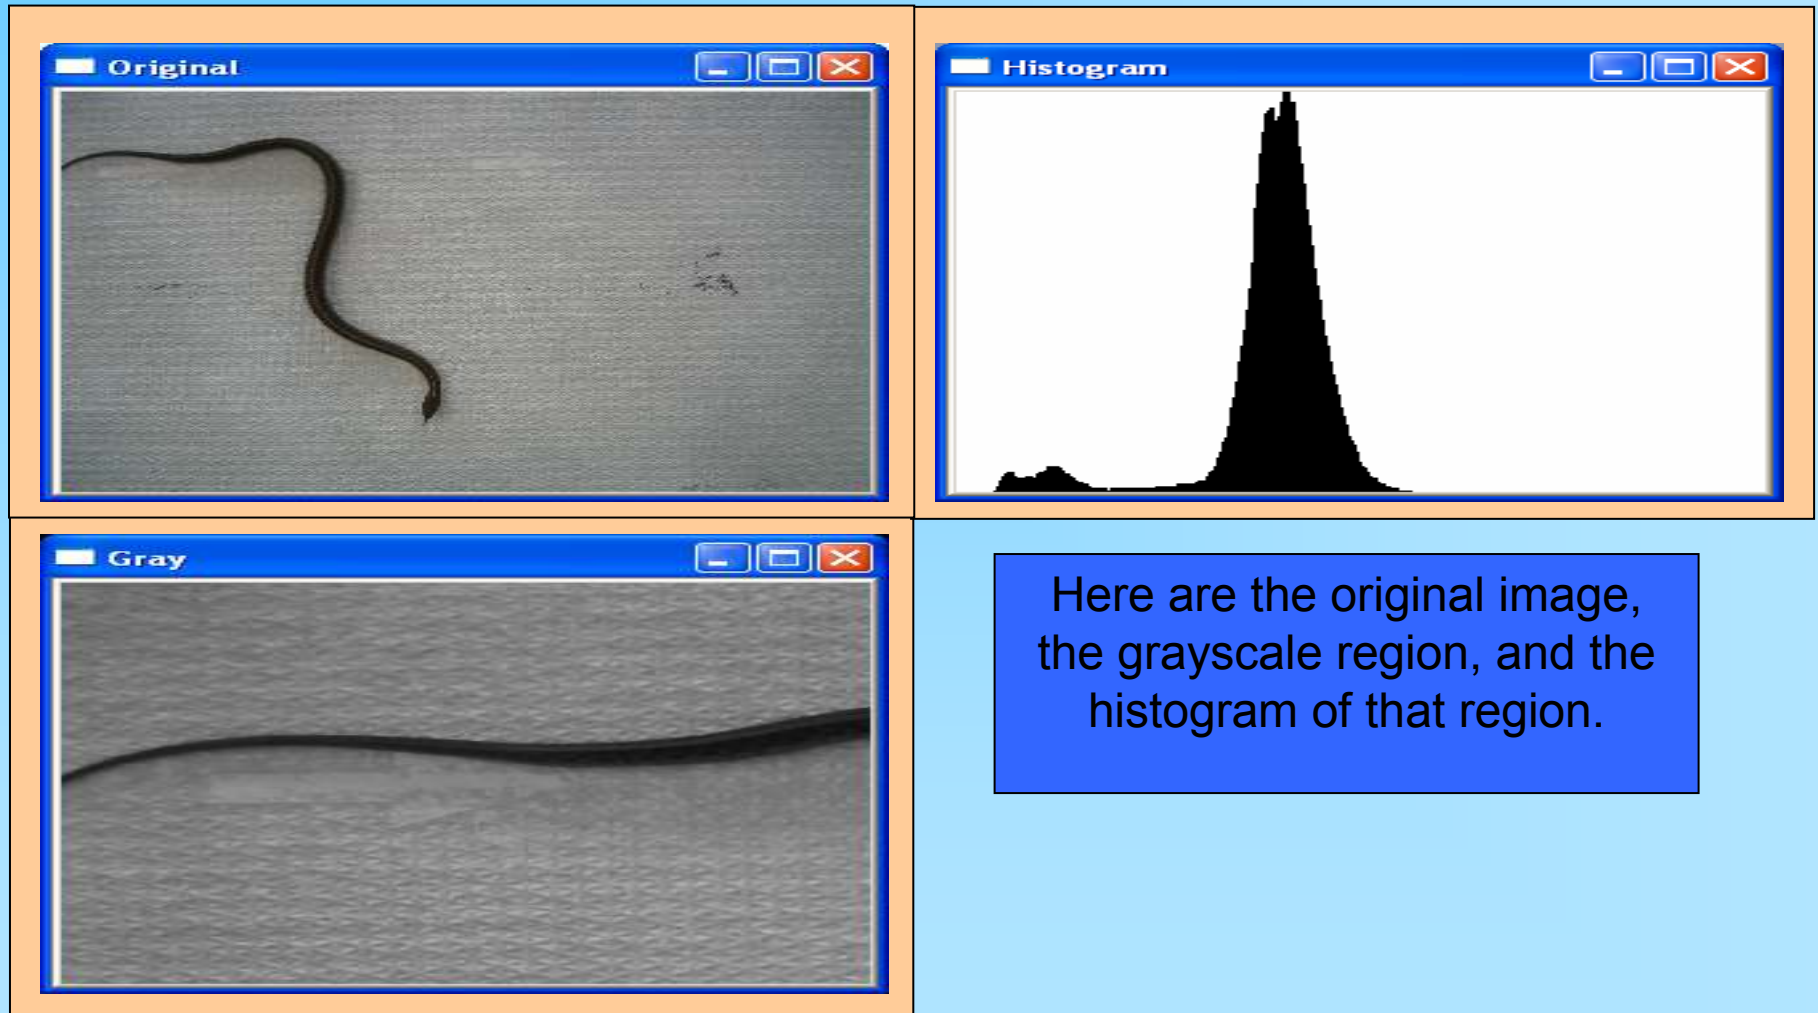 Original
Histogram
Gray
Here are the original image,
the grayscale region, and the
histogram of that region.